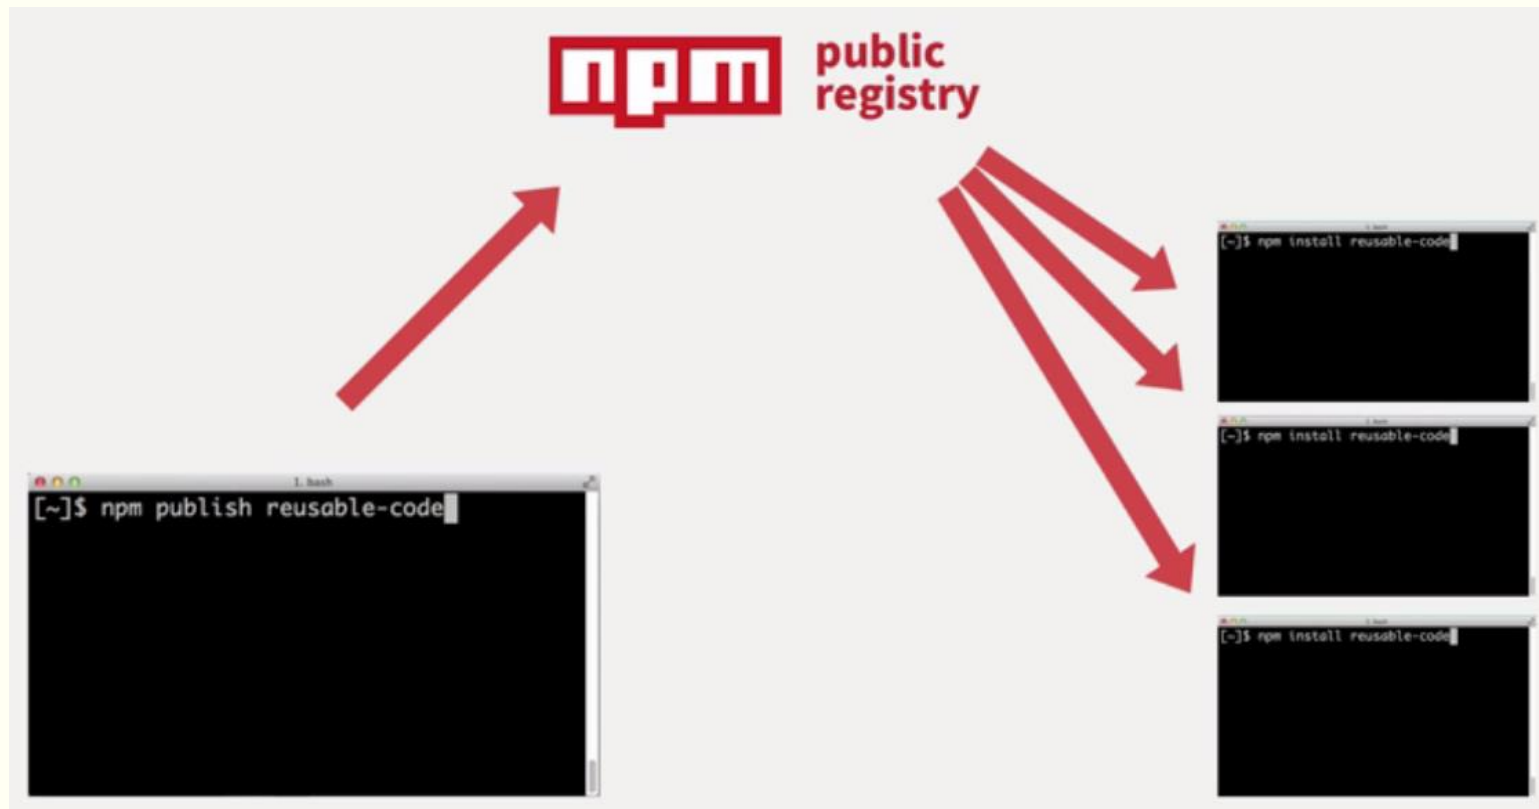 npm
public
registry
1. bash
[~]$ npm publish reusable-code
[~]$ npm install reusable-code
[~]$ npm install reusable-code
[~]$ npm install reusable-code